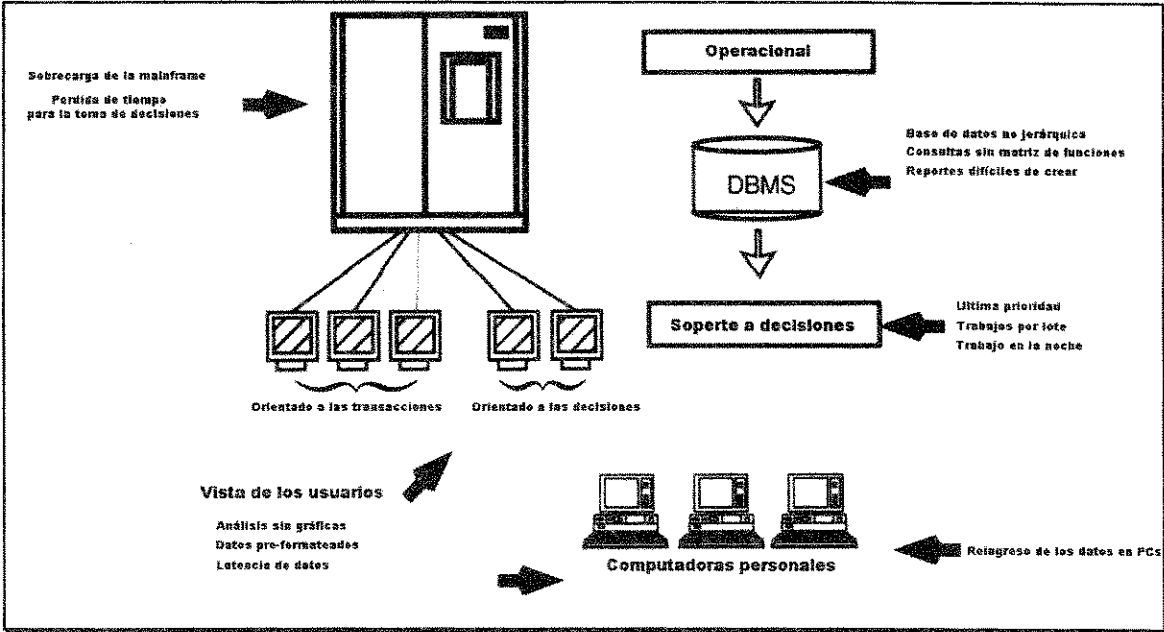 Sobrecarga de la mainframe
Perdida de tiempo
para la toma de decisiones
Operacional
DBMS
Base de datos no jerárquica
Consultas sin matriz de funciones
Reportes difíciles de crear
Soporte a decisiones
Ultima prioridad
Trabajos por lote
Trabajo en la noche
Orientado a las transacciones
Orientado a las decisiones
Vista de los usuarios
Análisis sin gráficas
Datos pre-formateados
Latencia de datos
Computadoras personales
Reingreso de los datos en PCs